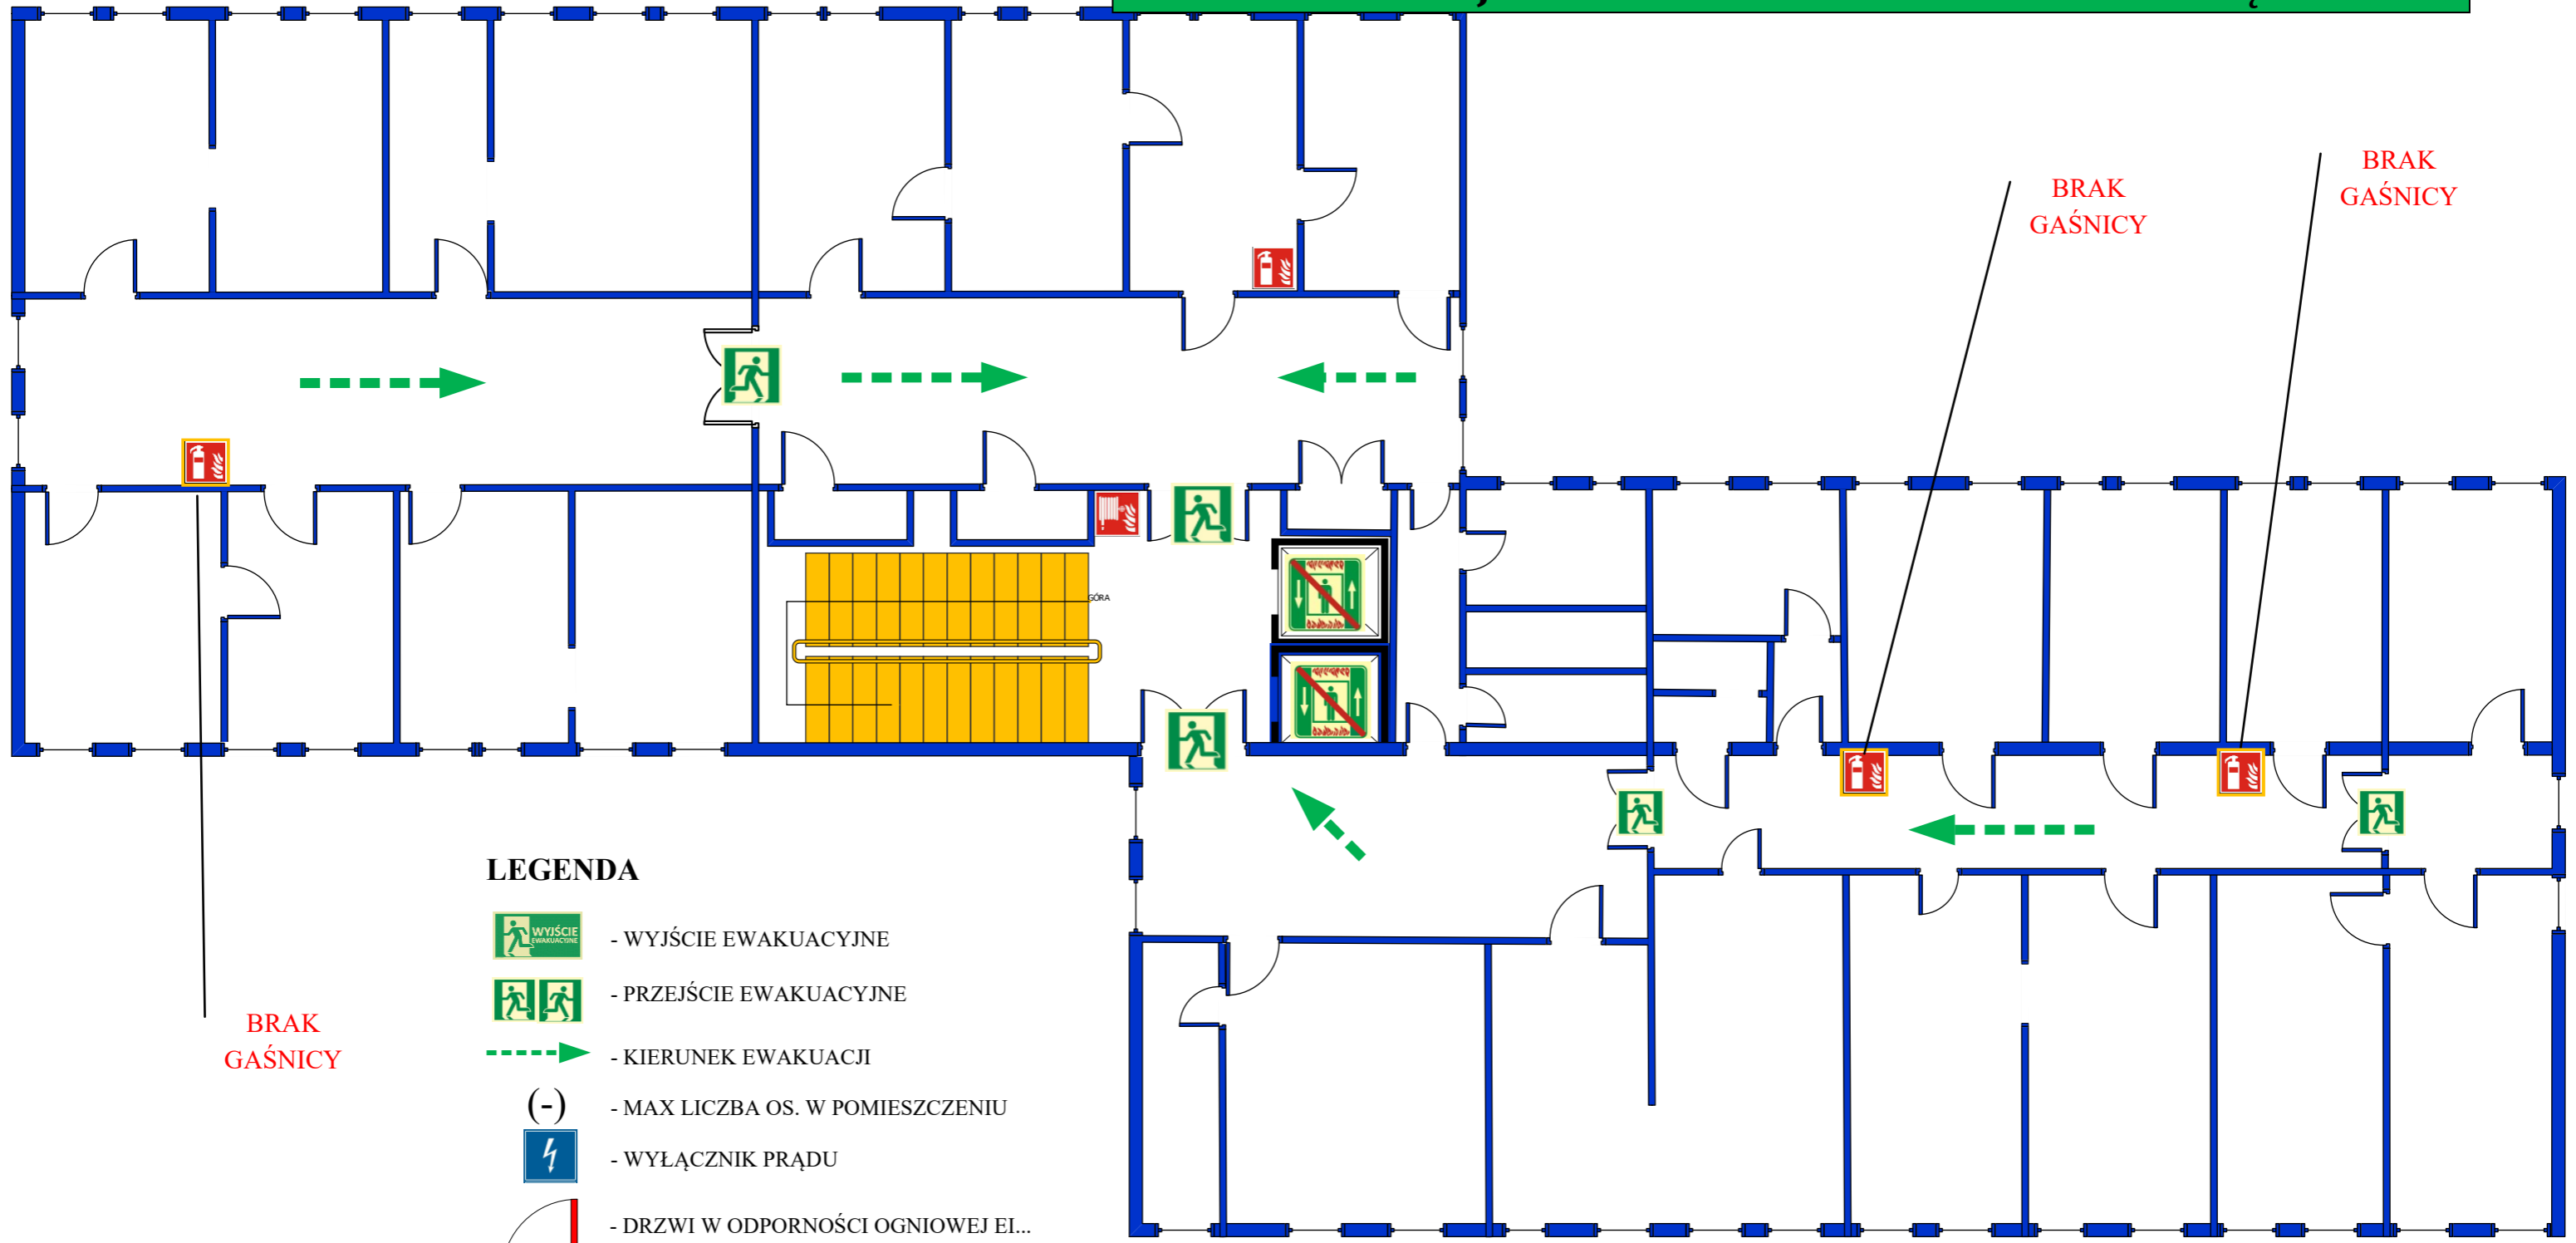 BRAK
GAŚNICY
BRAK
GAŚNICY
GÓRA
LEGENDA
WYJŚCIE
EWAKUACYJNE
- WYJŚCIE EWAKUACYJNE
- PRZEJŚCIE EWAKUACYJNE
- KIERUNEK EWAKUACJI
(-) - MAX LICZBA OS. W POMIESZCZENIU
- WYŁĄCZNIK PRĄDU
- DRZWI W ODPORNOŚCI OGNIOWEJ EI...
BRAK
GAŚNICY